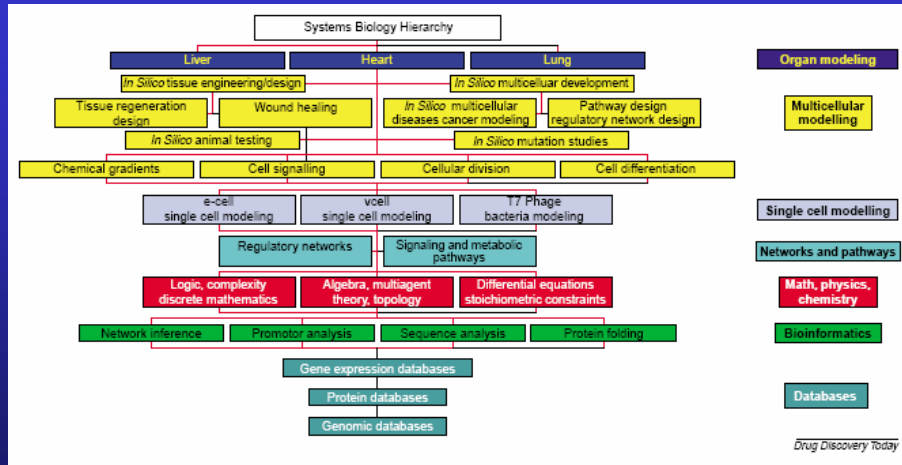 Systems Biology Hierarchy
Liver
Heart
Lung
Organ modeling
In Silico tissue engineering/design
In Silico multicelluar development
Tissue regeneration
design
Wound healing
In Silico multicellular
diseases cancer modeling
Pathway design
regulatory network design
Multicellular
modelling
In Silico animal testing
In Silico mutation studies
Chemical gradients
Cell signalling
Cellular division
Cell differentiation
e-cell
single cell modeling
vcell
single cell modeling
T7 Phage
bacteria modeling
Single cell modelling
Regulatory networks
Signaling and metabolic
pathways
Networks and pathways
Logic, complexity
discrete mathematics
Algebra, multiagent
theory, topology
Differential equations
stoichiometric constraints
Math, physics,
chemistry
Network inference
Promotor analysis
Sequence analysis
Protein folding
Bioinformatics
Gene expression databases
Protein databases
Genomic databases
Databases
Drug Discovery Today